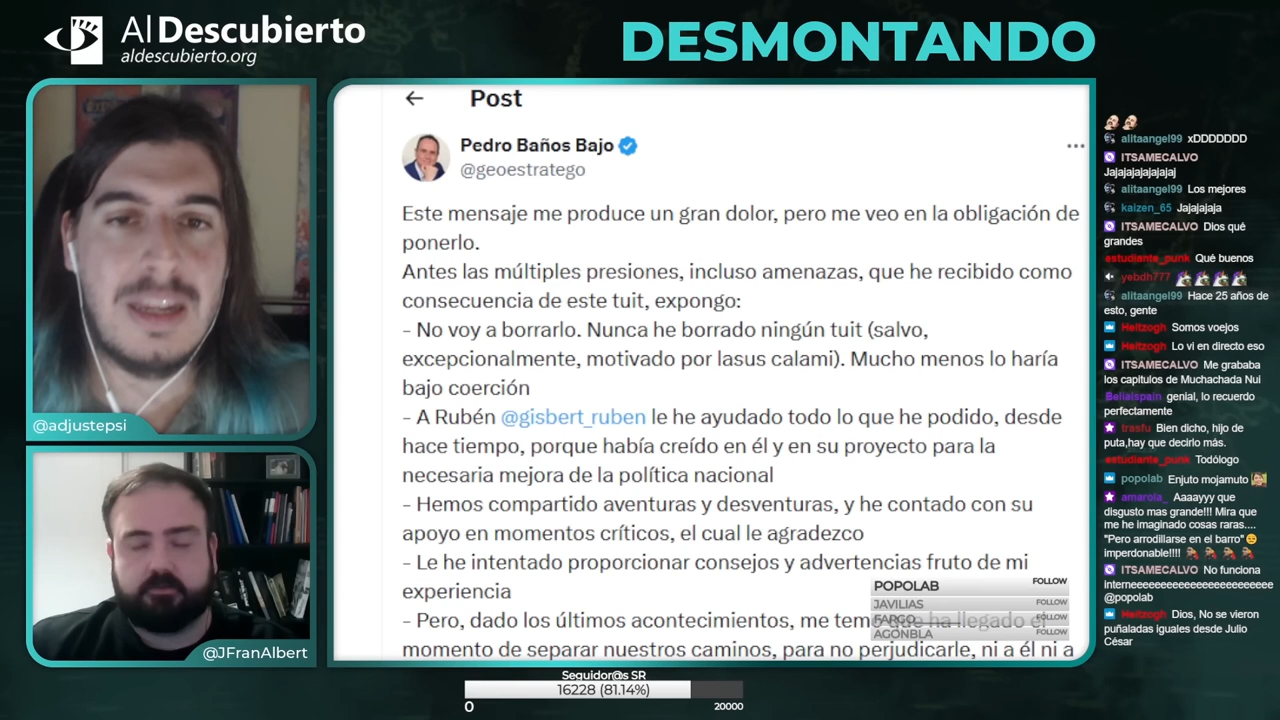 Al Descubierto
aldescubierto.org
DESMONTANDO
@adjustepsi
@JFranAlbert
Post
Pedro Baños Bajo
@geoestratego
Este mensaje me produce un gran dolor, pero me veo en la obligación de
ponerlo.
Antes las múltiples presiones, incluso amenazas, que he recibido como
consecuencia de este tuit, expongo:
- No voy a borrarlo. Nunca he borrado ningún tuit (salvo,
excepcionalmente, motivado por lasus calami). Mucho menos lo haría
bajo coerción
- A Rubén @gisbert_ruben le he ayudado todo lo que he podido, desde
hace tiempo, porque había creído en él y en su proyecto para la
necesaria mejora de la política nacional
- Hemos compartido aventuras y desventuras, y he contado con su
apoyo en momentos críticos, el cual le agradezco
- Le he intentado proporcionar consejos y advertencias fruto de mi
experiencia
- Pero, dado los últimos acontecimientos, me temo que ha llegado el
momento de separar nuestros caminos, para no perjudicarle, ni a él ni a
POPOLAB FOLLOW
JAVILIAS FOLLOW
FARGO FOLLOW
AGONBLA FOLLOW
alitaangel99 xDDDDDDD
ITSAMECALVO
Jajajajajajajaj
alitaangel99 Los mejores
kaizen_65 Jajajajaja
ITSAMECALVO Dios qué
grandes
estudiante_punk Qué buenos
yebdh777
alitaangel99 Hace 25 años de
esto, gente
Heitzogh Somos voejos
Heitzogh Lo vi en directo eso
ITSAMECALVO Me grababa
los capitulos de Muchachada Nui
Belialspain genial, lo recuerdo
perfectamente
trasfu Bien dicho, hijo de
puta,hay que decirlo más.
estudiante_punk Todólogo
popolab Enjuto mojamuto
amarola_ Aaaayyy que
disgusto mas grande!!! Mira que
me he imaginado cosas raras....
"Pero arrodillarse en el barro"
imperdonable!!!!
ITSAMECALVO No funciona
interneeeeeeeeeeeeeeeeeeeeeee
@popolab
Heitzogh Dios, No se vieron
puñaladas iguales desde Julio
César
Seguidor@s SR
16228 (81.14%)
0 20000